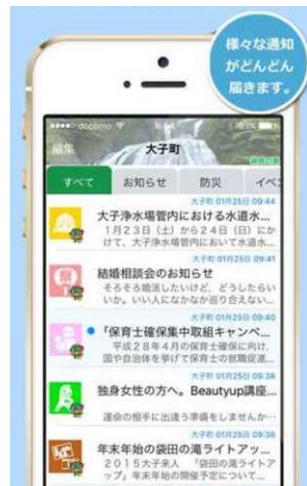 様々な通知
がどんどん
届きます。
docomo
編集
大子町
すべて
お知らせ
防災
イベン
大子町 01月25日 09:44
大子浄水場管内における水道水...
1月23日（土）から24日（日）にか
けて、大子浄水場管内において水道水...
大子町 01月25日 09:41
結婚相談会のお知らせ
そろそろ婚活したいけど、どうしたらい
いか。いい人になかなか巡り合えない...
大子町 01月25日 09:40
「保育士確保集中取組キャンペ...
平成28年4月の保育士確保に向け、
国や自治体を挙げて保育士の就職促進...
大子町 01月25日 09:38
独身女性の方へ。Beautyup講座...
運命の相手に出逢う準備をしませんか…
大子町 01月25日 09:36
年末年始の袋田の滝ライトアッ...
2015大子来人 「袋田の滝ライトア
ップ」年末年始の開催予定について...